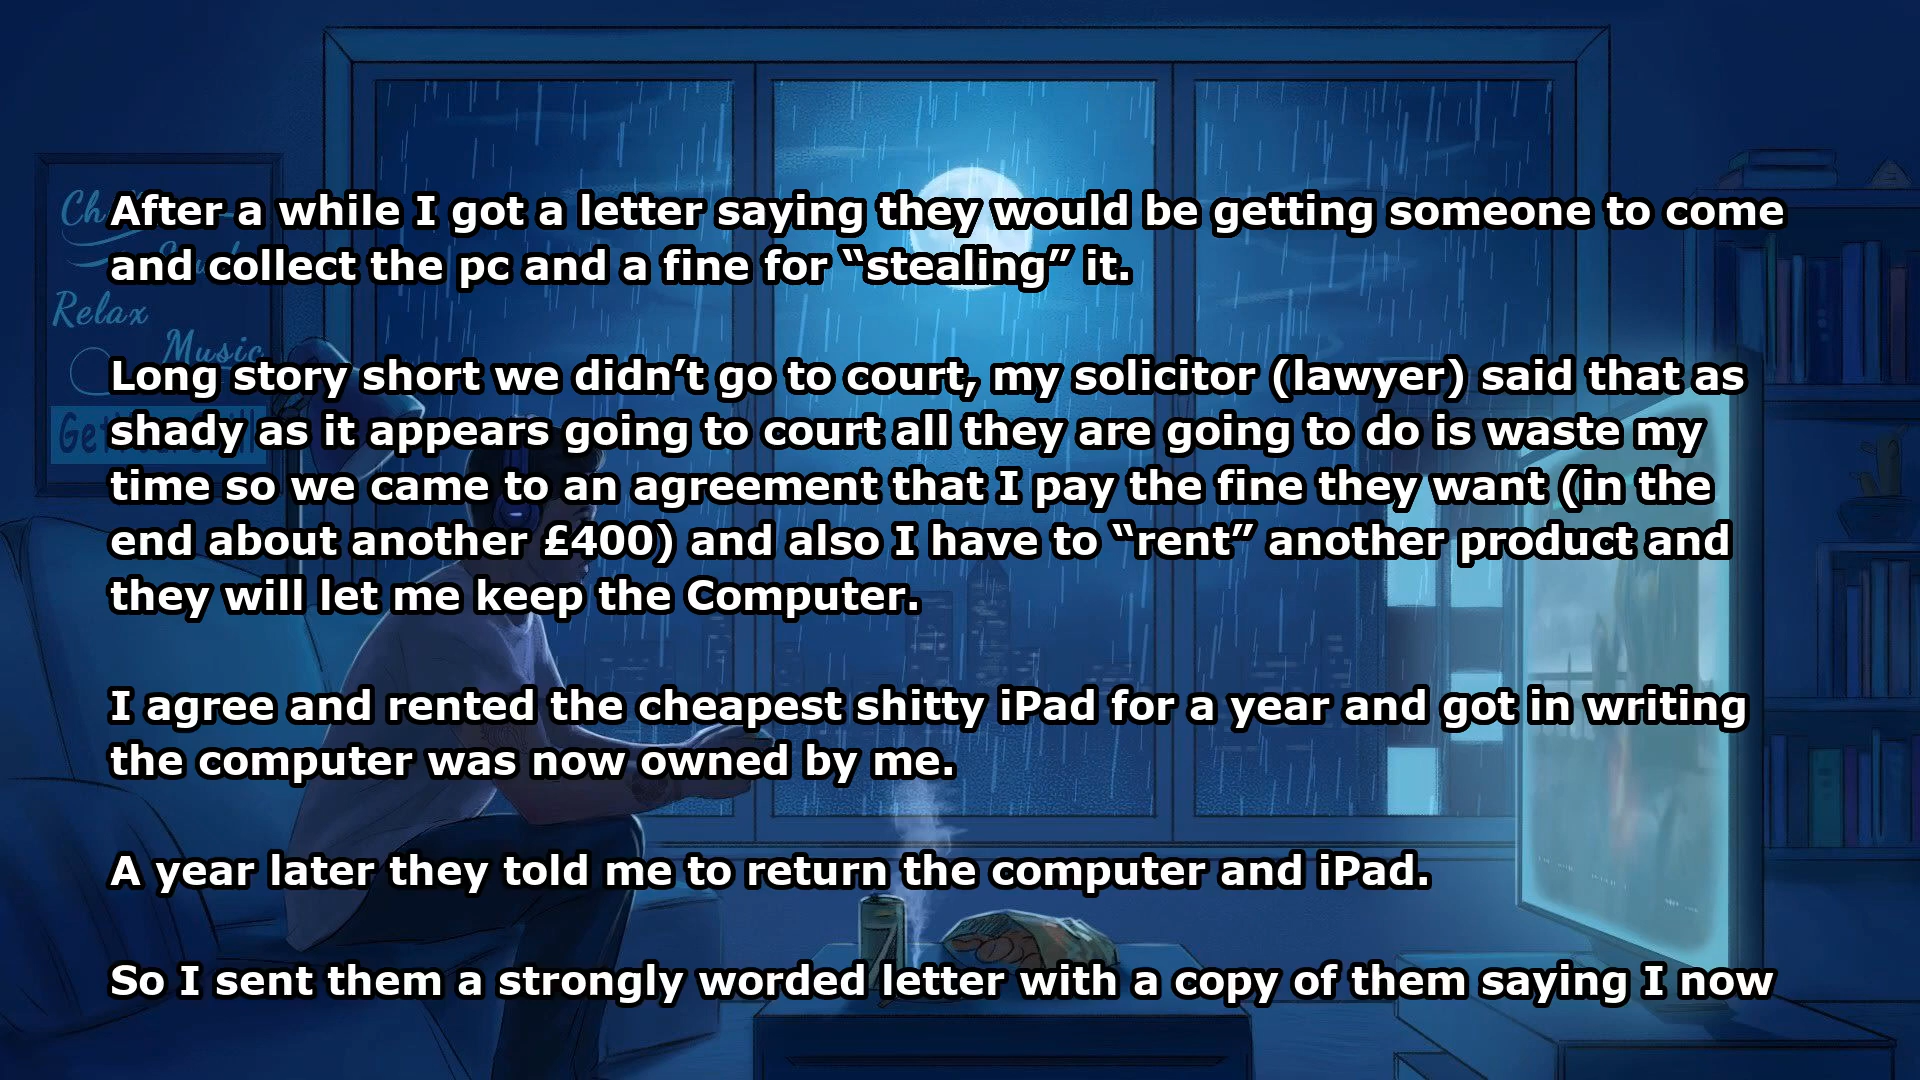 After a while I got a letter saying they would be getting someone to come
and collect the pc and a fine for “stealing” it.
Relax
Music
Long story short we didn’t go to court, my solicitor (lawyer) said that as
shady as it appears going to court all they are going to do is waste my
time so we came to an agreement that I pay the fine they want (in the
end about another £400) and also I have to “rent” another product and
they will let me keep the Computer.
I agree and rented the cheapest shitty iPad for a year and got in writing
the computer was now owned by me.
A year later they told me to return the computer and iPad.
So I sent them a strongly worded letter with a copy of them saying I now